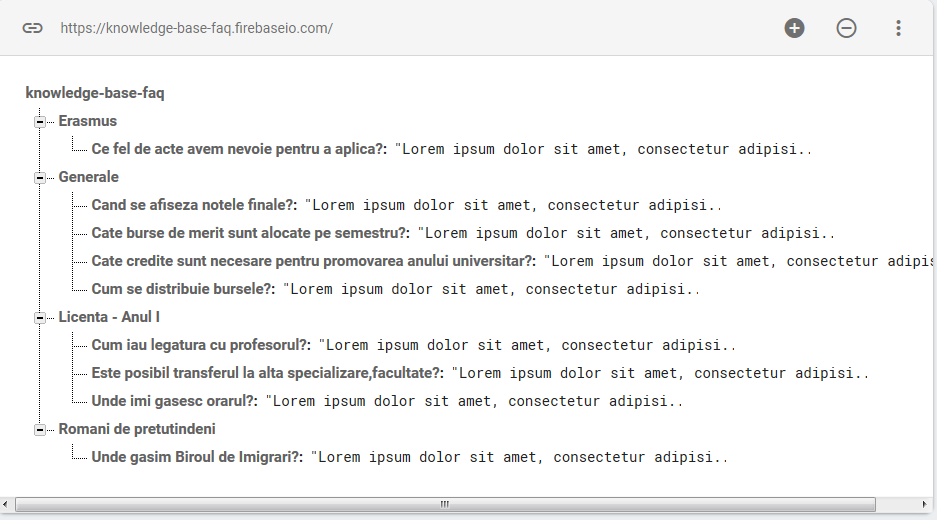 https://knowledge-base-faq.firebaseio.com/
knowledge-base-faq
Erasmus
Ce fel de acte avem nevoie pentru a aplica?: "Lorem ipsum dolor sit amet, consectetur adipisi..
Generale
Cand se afiseza notele finale?: "Lorem ipsum dolor sit amet, consectetur adipisi..
Cate burse de merit sunt alocate pe semestru?: "Lorem ipsum dolor sit amet, consectetur adipisi..
Cate credite sunt necesare pentru promovarea anului universitar?: "Lorem ipsum dolor sit amet, consectetur adipis
Cum se distribuie bursele?: "Lorem ipsum dolor sit amet, consectetur adipisi..
Licenta - Anul I
Cum iau legatura cu profesorul?: "Lorem ipsum dolor sit amet, consectetur adipisi..
Este posibil transferul la alta specializare,facultate?: "Lorem ipsum dolor sit amet, consectetur adipisi..
Unde imi gasesc orarul?: "Lorem ipsum dolor sit amet, consectetur adipisi..
Romani de pretutindeni
Unde gasim Biroul de Imigrari?: "Lorem ipsum dolor sit amet, consectetur adipisi..